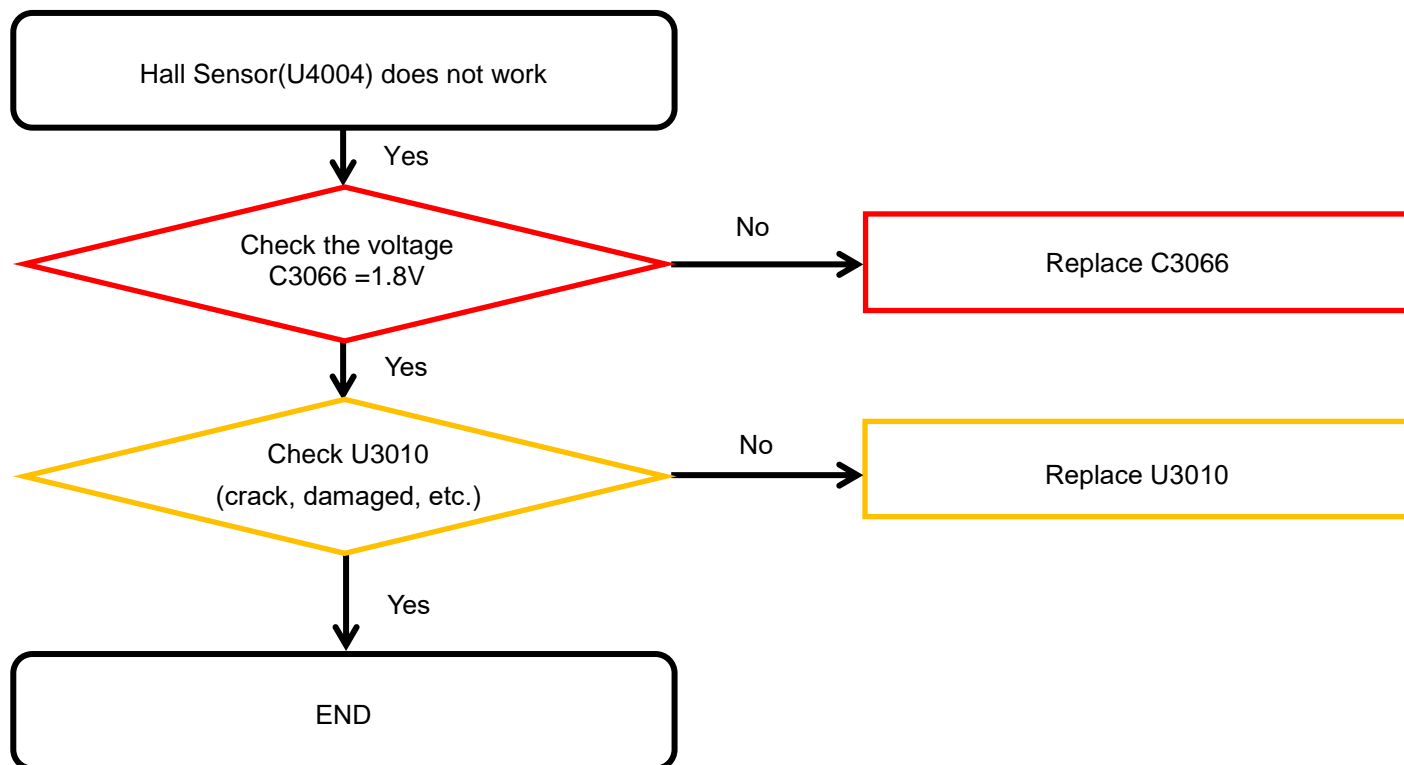 Hall Sensor(U4004) does not work
Yes
Check the voltage
C3066 =1.8V
No
Replace C3066
Yes
Check U3010
(crack, damaged, etc.)
No
Replace U3010
Yes
END